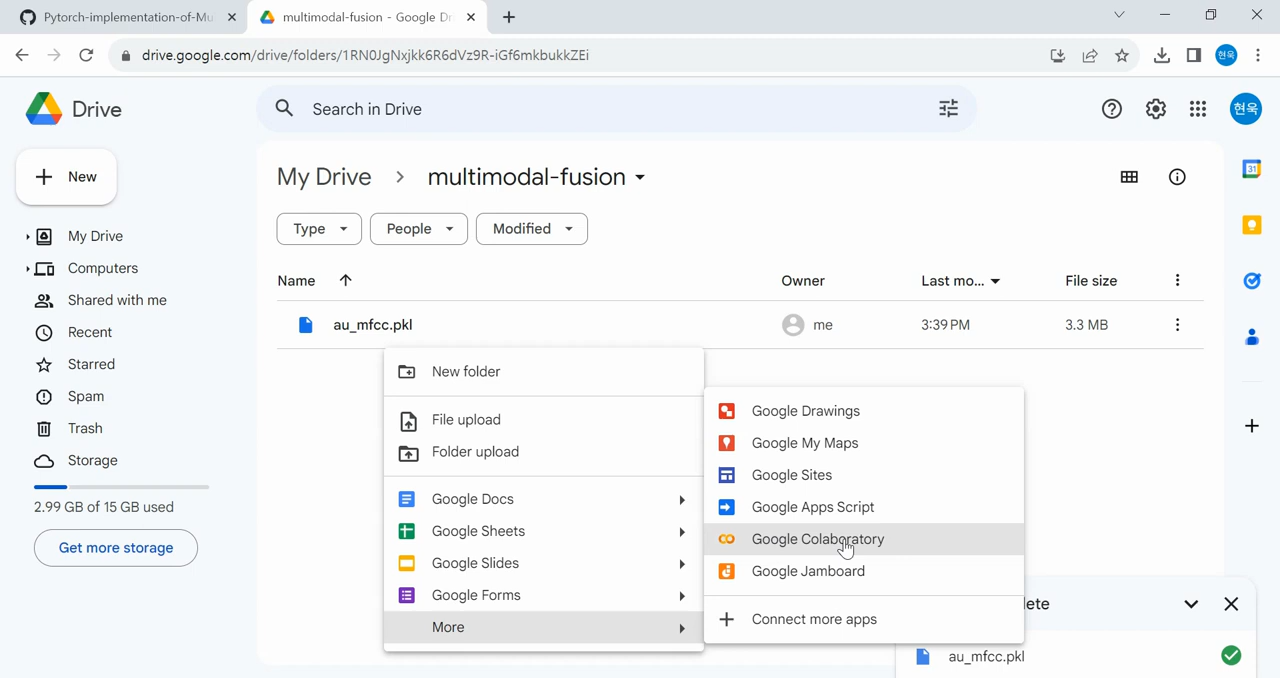 Pytorch-implementation-of-Mu
multimodal-fusion - Google Dr
drive.google.com/drive/folders/1RN0JgNxjkk6R6dVz9R-iGf6mkbukkZEi
현욱
Drive
Search in Drive
현욱
New
My Drive
Computers
Shared with me
Recent
Starred
Spam
Trash
Storage
2.99 GB of 15 GB used
Get more storage
My Drive > multimodal-fusion
Type
People
Modified
Name
Owner
Last mo...
File size
au_mfcc.pkl
me
3:39 PM
3.3 MB
New folder
File upload
Folder upload
Google Docs
Google Sheets
Google Slides
Google Forms
More
Google Drawings
Google My Maps
Google Sites
Google Apps Script
Google Colaboratory
Google Jamboard
Connect more apps
lete
au_mfcc.pkl
31